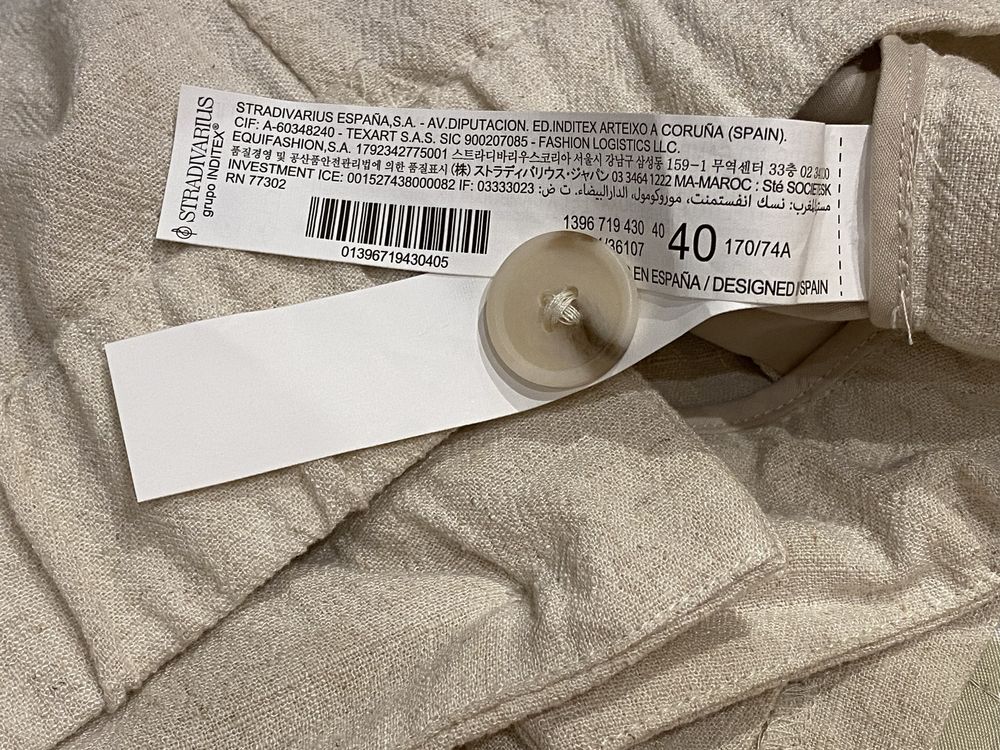 STRADIVARIUS
grupo INDITEX®
STRADIVARIUS ESPAÑA,S.A. - AV.DIPUTACION. ED.INDITEX ARTEIXO A CORUÑA (SPAIN).
CIF: A-60348240 - TEXART S.A.S. SIC 900207085 - FASHION LOGISTICS LLC.
EQUIFASHION,S.A. 1792342775001 스트라디바리우스코리아 서울시 강남구 삼성동 159-1 무역센터 33층 02
품질경영 및 공산품안전관리법에 의한 품질표시 (株) ストラディバリウス・ジャパン 03 3464 1222 MA-MAROC : Sté
INVESTMENT ICE: 001527438000082 IF: 03333023 :نسك انفستمنت، موروكومول، الدارالبيضاء. ت ض
RN 77302
01396719430405
1396 719 430 40
/36107
40 170/74A
EN ESPAÑA / DESIGNED SPAIN